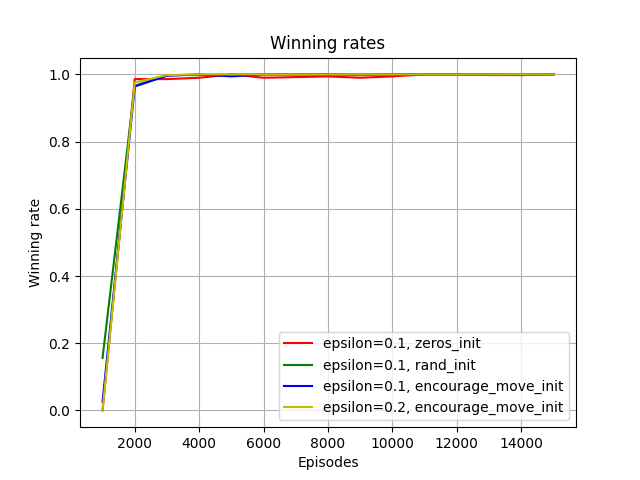 Winning rates
Winning rate
1.0
0.8
0.6
0.4
0.2
0.0
epsilon=0.1, zeros_init
epsilon=0.1, rand_init
epsilon=0.1, encourage_move_init
epsilon=0.2, encourage_move_init
2000 4000 6000 8000 10000 12000 14000
Episodes